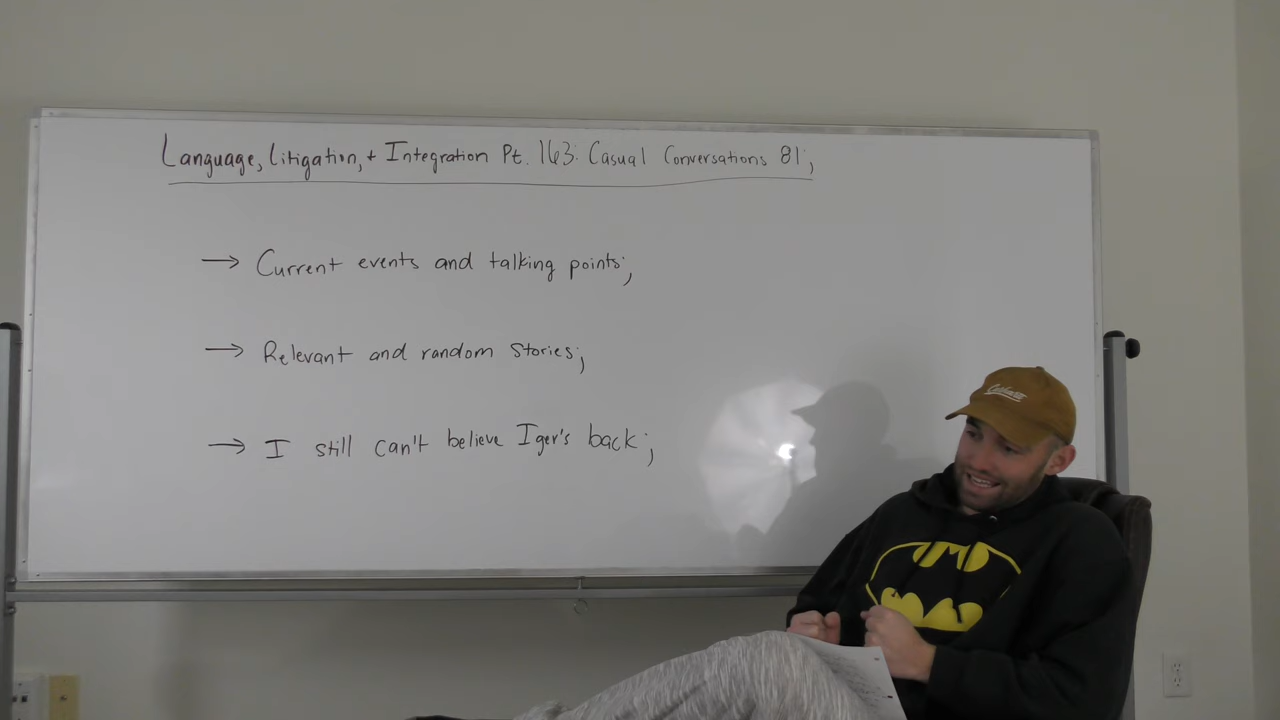 Language, Litigation, + Integration Pt. 163: Casual Conversations 81;
→ Current events and talking points;
→ Relevant and random stories;
→ I still can't believe Iger's back;
Carhartt